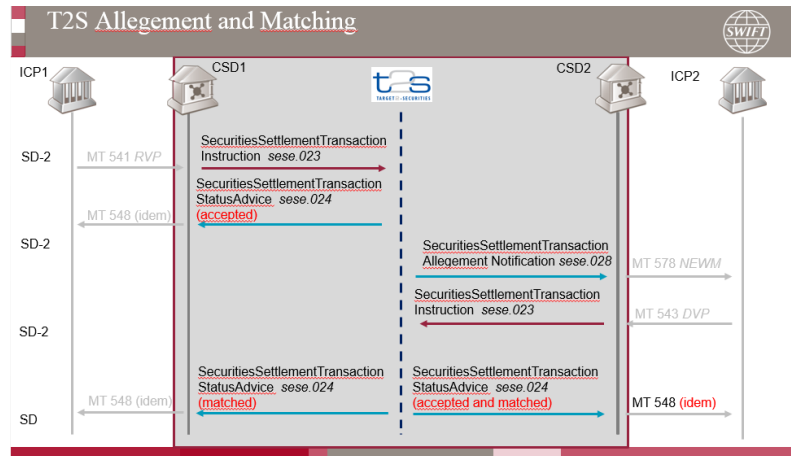 T2S Allegement and Matching
SWIFT
ICP1
CSD1
t2s
TARGET2-SECURITIES
CSD2
ICP2
SD-2
MT 541 RVP
SecuritiesSettlementTransaction
Instruction sese.023
SecuritiesSettlementTransaction
StatusAdvice sese.024
(accepted)
MT 548 (idem)
SD-2
SecuritiesSettlementTransaction
Allegement Notification sese.028
MT 578 NEWM
SecuritiesSettlementTransaction
Instruction sese.023
MT 543 DVP
SD-2
SecuritiesSettlementTransaction
StatusAdvice sese.024
(matched)
MT 548 (idem)
SecuritiesSettlementTransaction
StatusAdvice sese.024
(accepted and matched)
MT 548 (idem)
SD